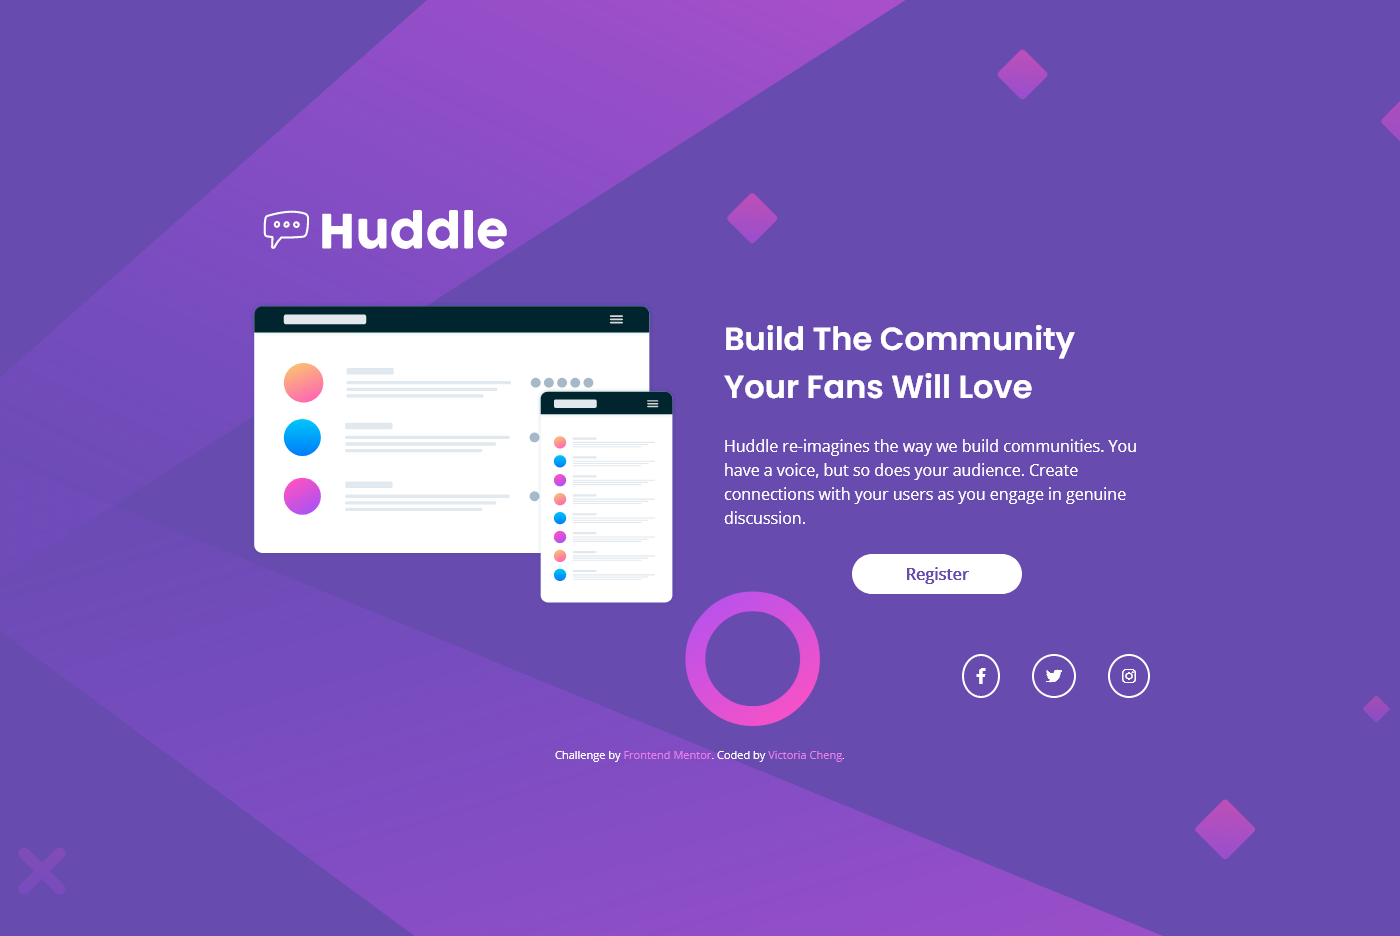 Huddle
Build The Community
Your Fans Will Love
Huddle re-imagines the way we build communities. You
have a voice, but so does your audience. Create
connections with your users as you engage in genuine
discussion.
Register
Challenge by Frontend Mentor. Coded by Victoria Cheng.